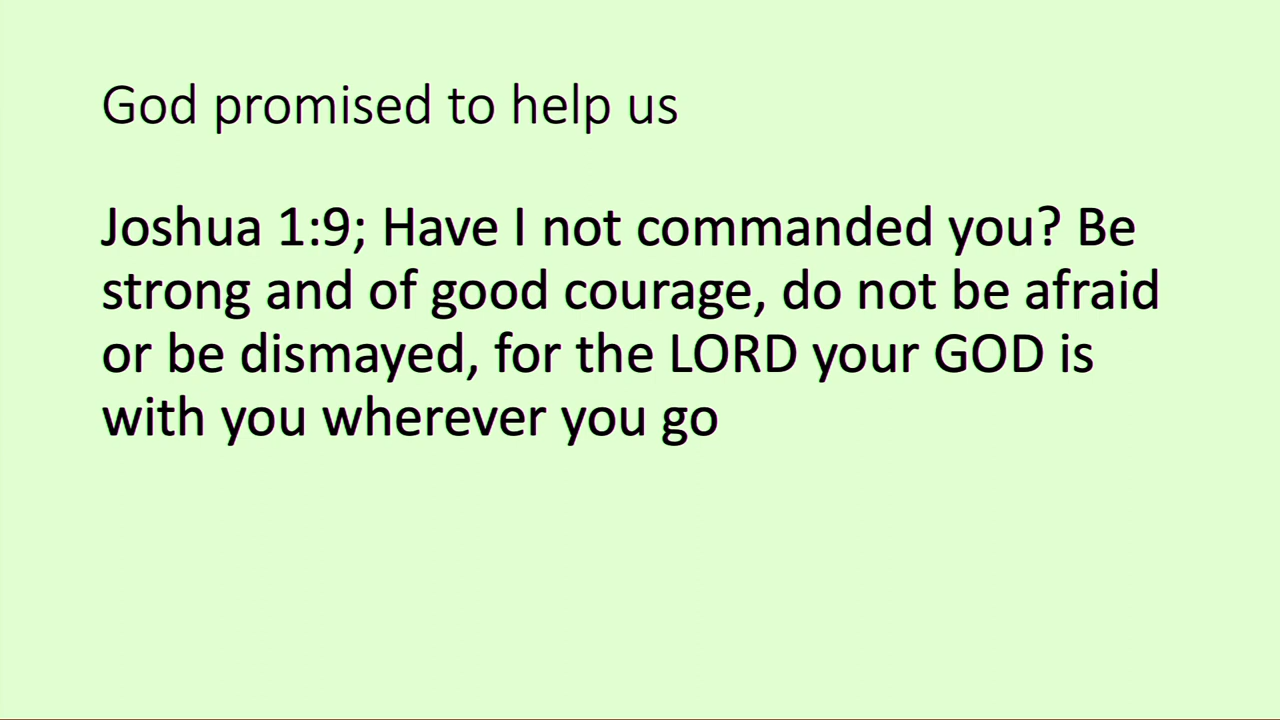 God promised to help us
Joshua 1:9; Have I not commanded you? Be
strong and of good courage, do not be afraid
or be dismayed, for the LORD your GOD is
with you wherever you go